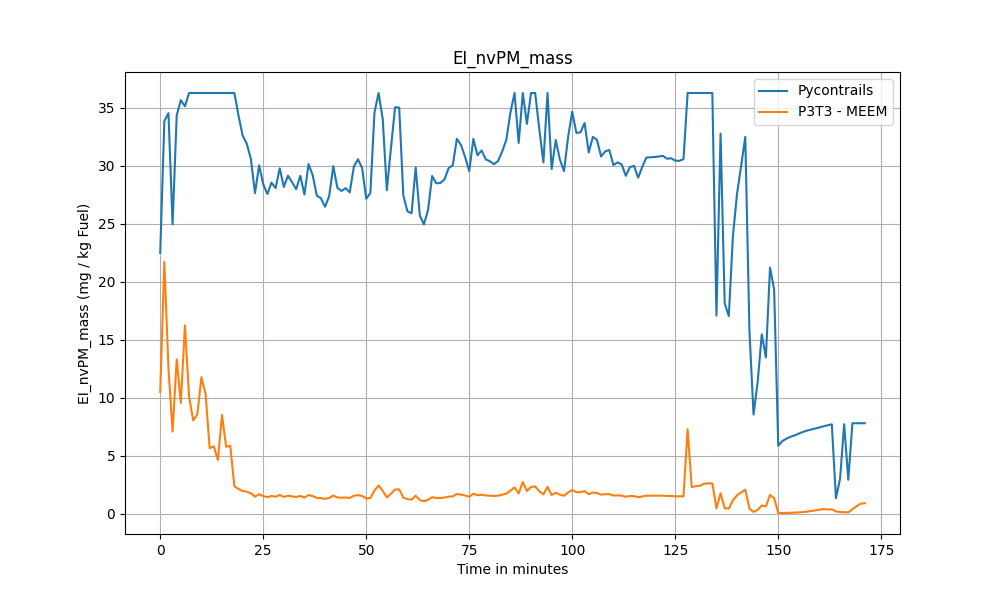 EI_nvPM_mass
Pycontrails
P3T3 - MEEM
EI_nvPM_mass (mg / kg Fuel)
35
30
25
20
15
10
5
0
0 25 50 75 100 125 150 175
Time in minutes